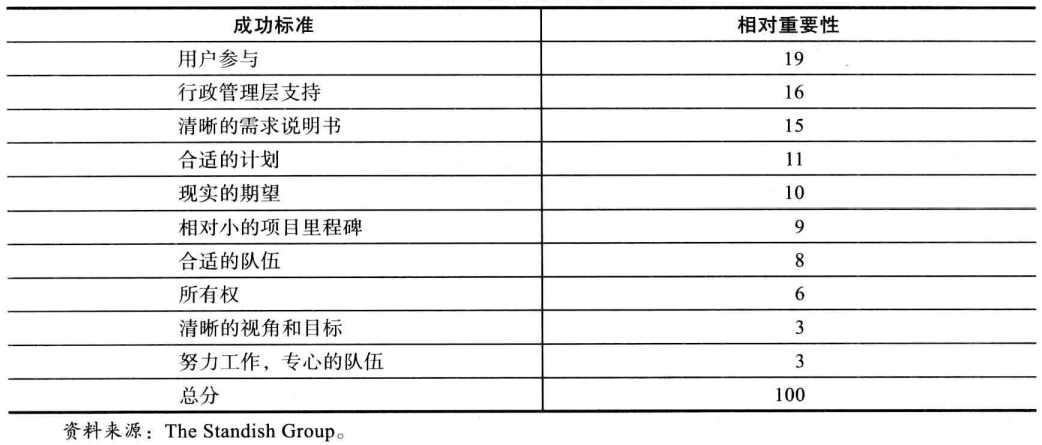 成功标准 相对重要性
用户参与 19
行政管理层支持 16
清晰的需求说明书 15
合适的计划 11
现实的期望 10
相对小的项目里程碑 9
合适的队伍 8
所有权 6
清晰的视角和目标 3
努力工作，专心的队伍 3
总分 100
资料来源：The Standish Group。